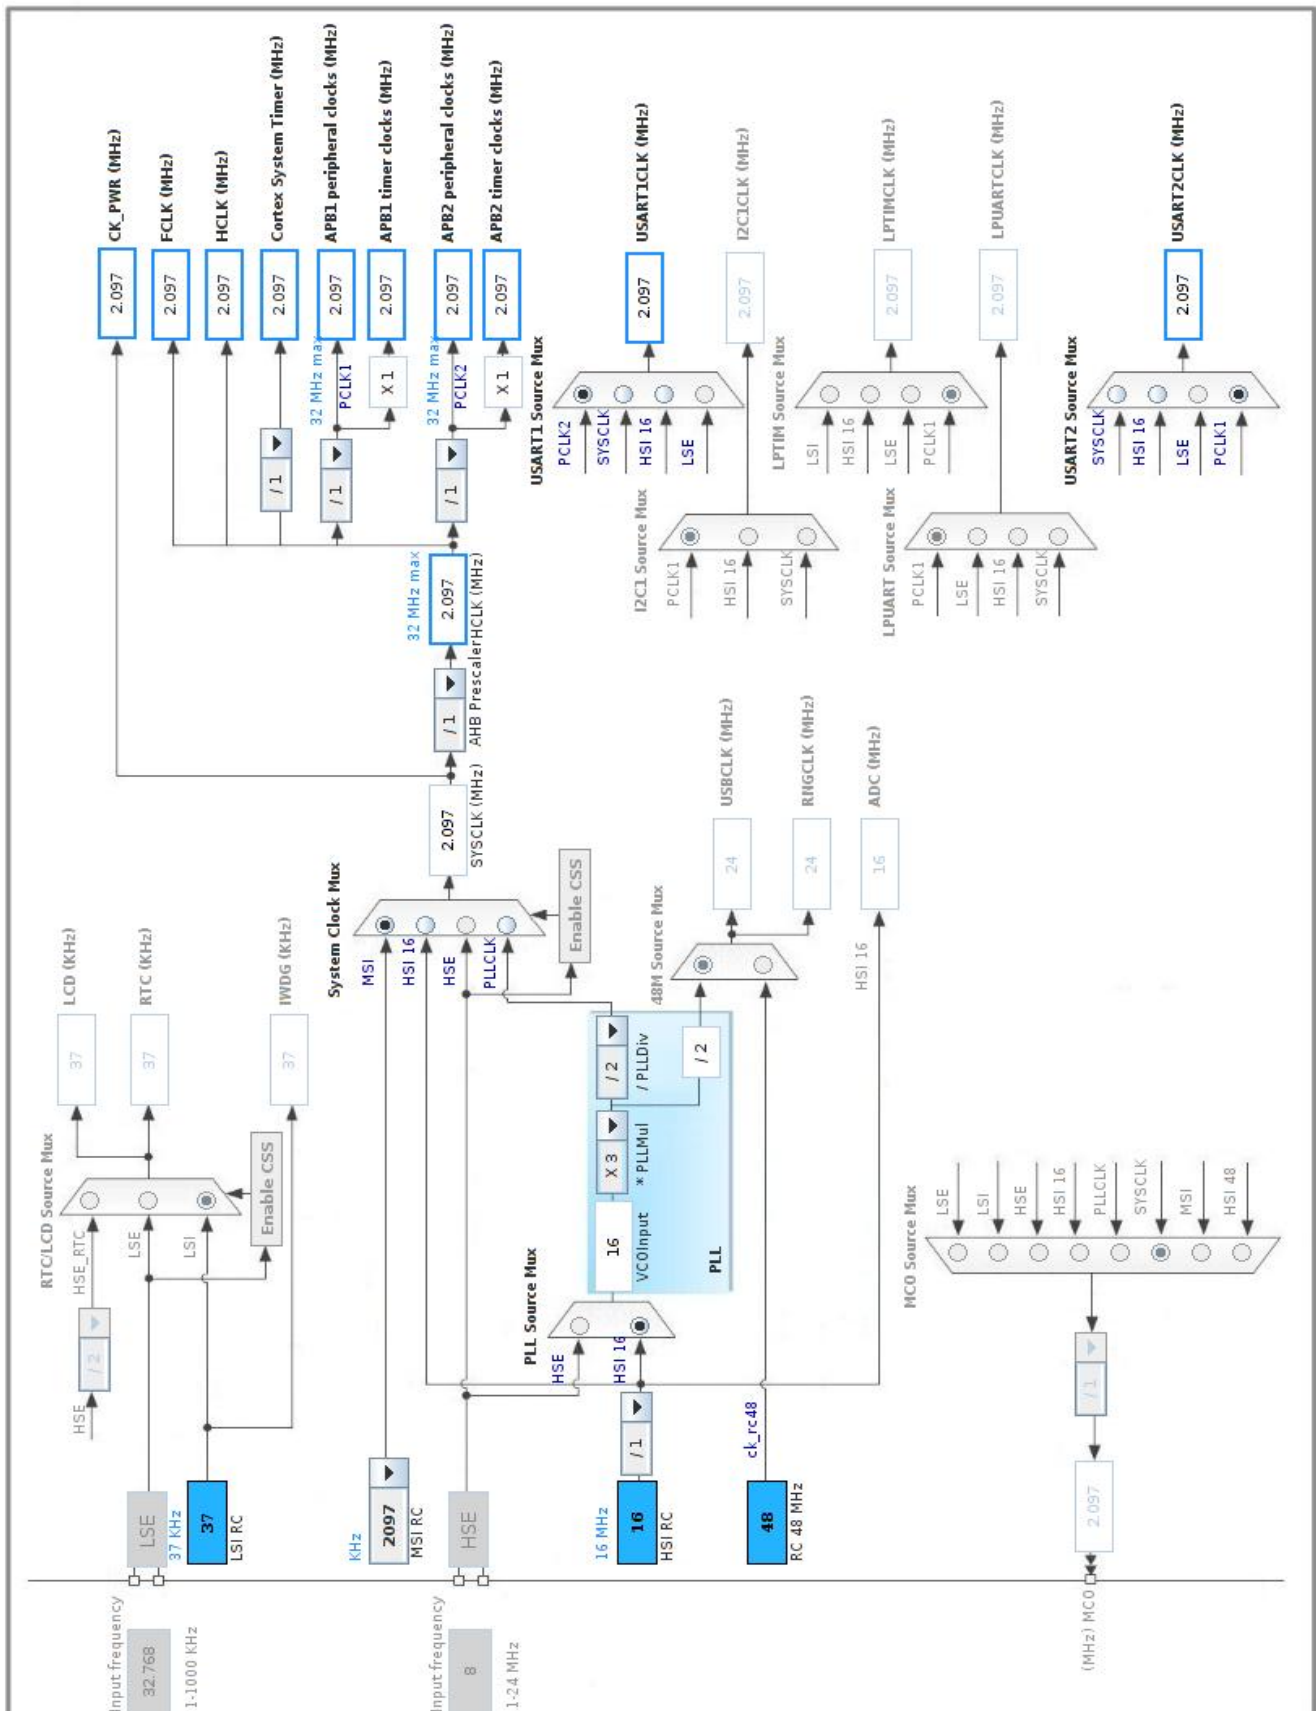 Input frequency
32.768
1-1000 KHz
LSE
37 KHz
37
LSI RC
HSE
/ 2
HSE_RTC
LSE
LSI
RTC/LCD Source Mux
Enable CSS
37
LCD (KHz)
37
RTC (KHz)
37
IWDG (KHz)
KHz
2097
MSI RC
Input frequency
8
1-24 MHz
HSE
16 MHz
16
HSI RC
/ 1
48
RC 48 MHz
ck_rc48
PLL Source Mux
HSE
HSI 16
16
VCOInput
X 3
* PLLMul
/ 2
/ PLLDiv
/ 2
PLL
System Clock Mux
MSI
HSI 16
HSE
PLLCLK
Enable CSS
48M Source Mux
24
USBCLK (MHz)
24
RNGCLK (MHz)
HSI 16
16
ADC (MHz)
2.097
SYSCLK (MHz)
/ 1
AHB Prescaler
32 MHz max
2.097
HCLK (MHz)
2.097
CK_PWR (MHz)
2.097
FCLK (MHz)
2.097
HCLK (MHz)
/ 1
2.097
Cortex System Timer (MHz)
/ 1
32 MHz max
PCLK1
2.097
APB1 peripheral clocks (MHz)
X 1
2.097
APB1 timer clocks (MHz)
/ 1
32 MHz max
PCLK2
2.097
APB2 peripheral clocks (MHz)
X 1
2.097
APB2 timer clocks (MHz)
USART1 Source Mux
PCLK2
SYSCLK
HSI 16
LSE
2.097
USART1CLK (MHz)
I2C1 Source Mux
PCLK1
HSI 16
SYSCLK
2.097
I2C1CLK (MHz)
LPTIM Source Mux
LSI
HSI 16
LSE
PCLK1
2.097
LPTIMCLK (MHz)
LPUART Source Mux
PCLK1
LSE
HSI 16
SYSCLK
2.097
LPUARTCLK (MHz)
USART2 Source Mux
SYSCLK
HSI 16
LSE
PCLK1
2.097
USART2CLK (MHz)
MCO Source Mux
LSE
LSI
HSE
HSI 16
PLLCLK
SYSCLK
MSI
HSI 48
/ 1
2.097
(MHz) MCO